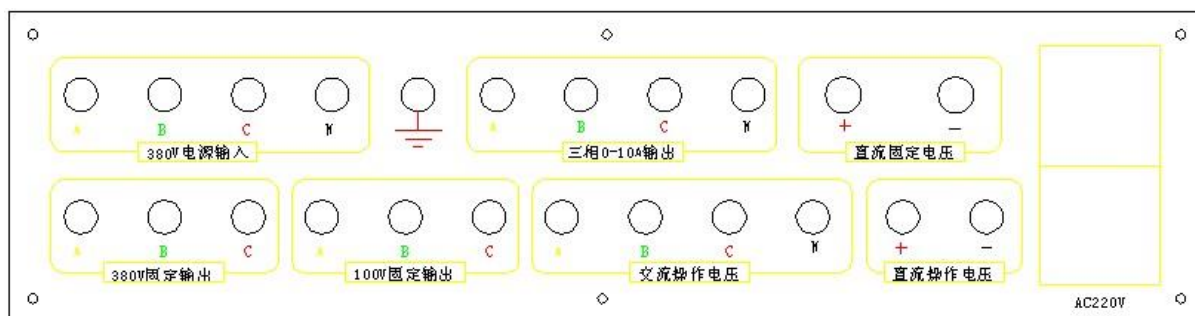 A B C N
380V电源输入
A B C N
三相0-10A输出
+ -
直流固定电压
A B C
380V固定输出
A B C
100V固定输出
A B C N
交流操作电压
+ -
直流操作电压
AC220V